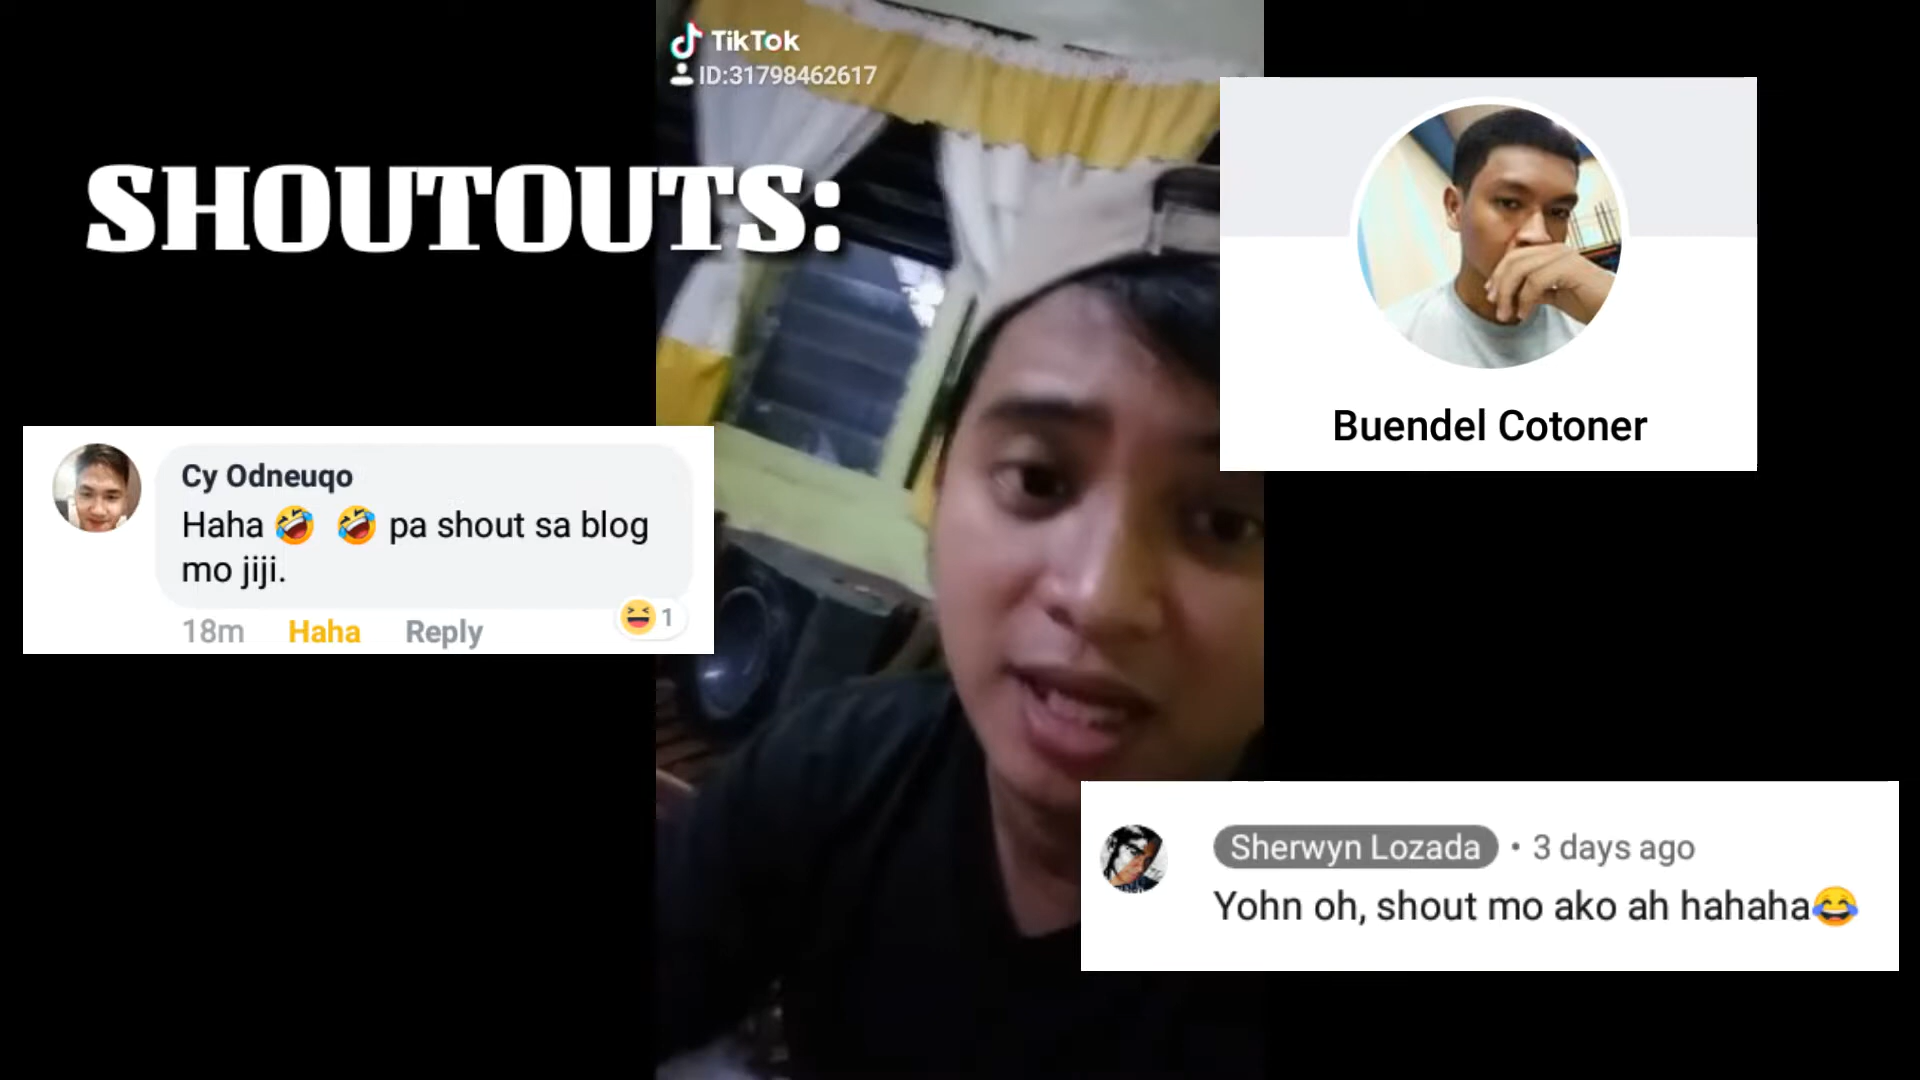 TikTok
ID:31798462617
SHOUTOUTS:
Buendel Cotoner
Cy Odneuqo
Haha 🤣 🤣 pa shout sa blog
mo jiji.
18m Haha Reply 😆 1
Sherwyn Lozada • 3 days ago
Yohn oh, shout mo ako ah hahaha😂